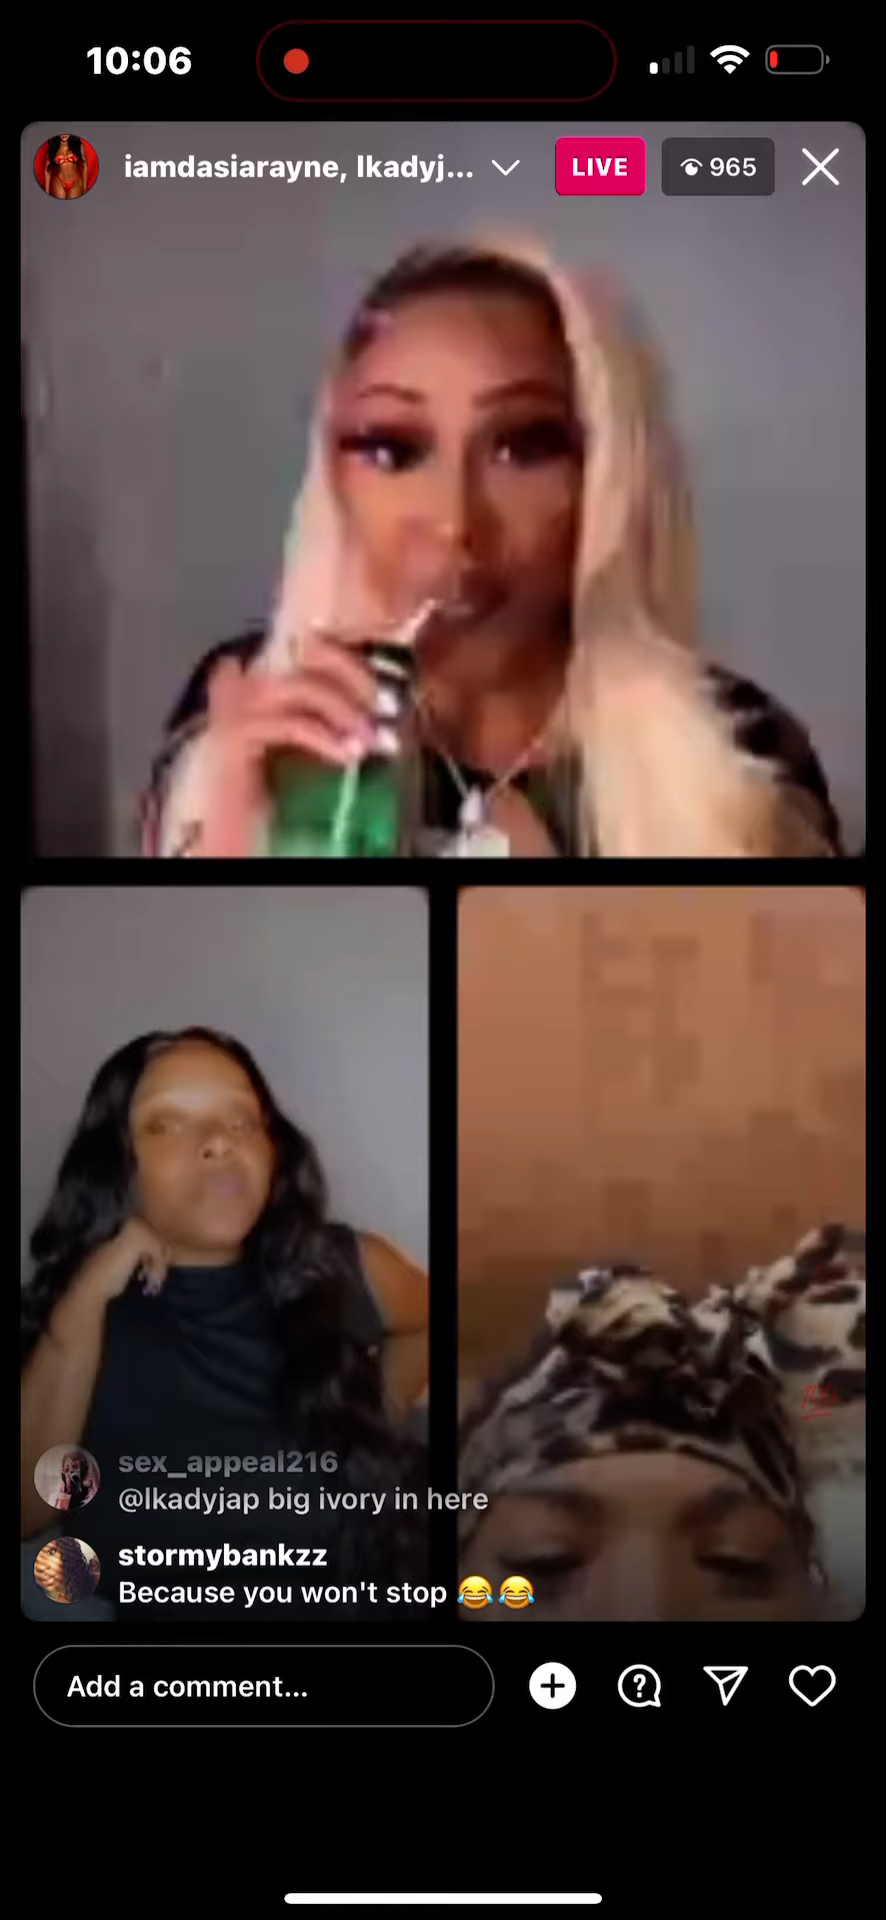 10:06
iamdasiarayne, lkadyj...
LIVE
965
sex_appeal216
@lkadyjap big ivory in here
stormybankzz
Because you won't stop 😂😂
Add a comment...